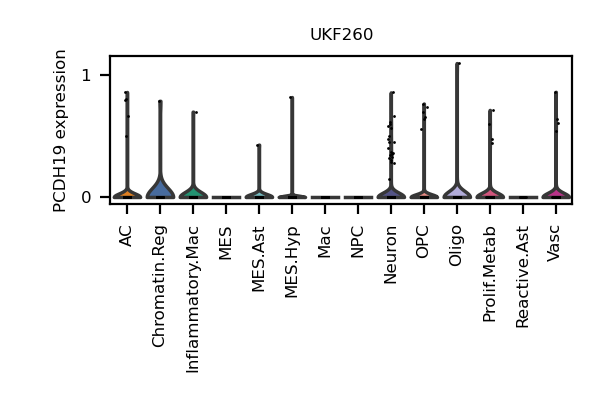 UKF260
PCDH19 expression
1
0
AC
Chromatin.Reg
Inflammatory.Mac
MES
MES.Ast
MES.Hyp
Mac
NPC
Neuron
OPC
Oligo
Prolif.Metab
Reactive.Ast
Vasc